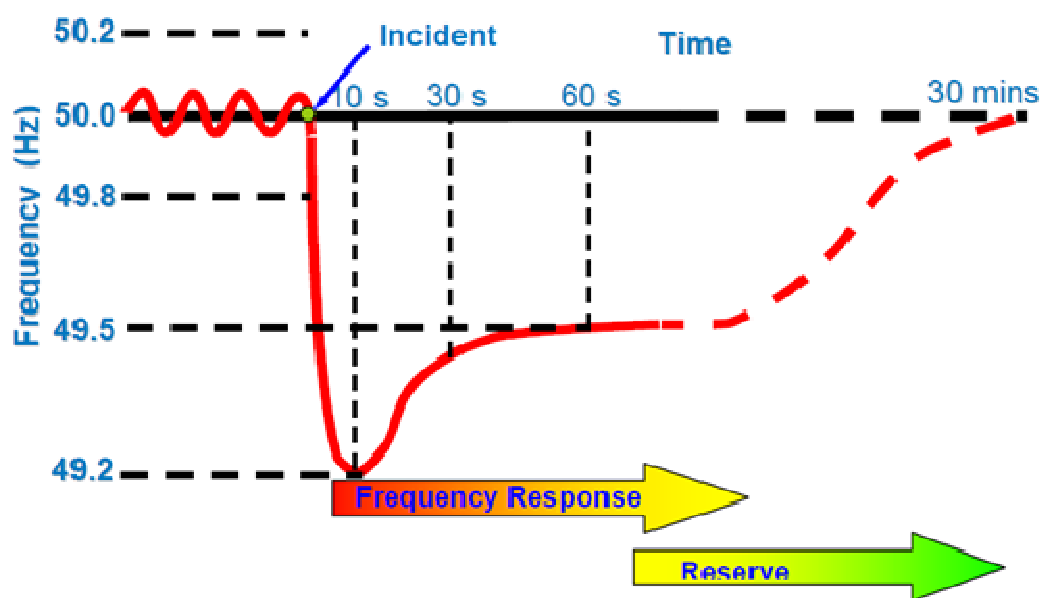 50.2
Incident
Time
10 s
30 s
60 s
30 mins
50.0
Frequency (Hz)
49.8
49.5
49.2
Frequency Response
Reserve